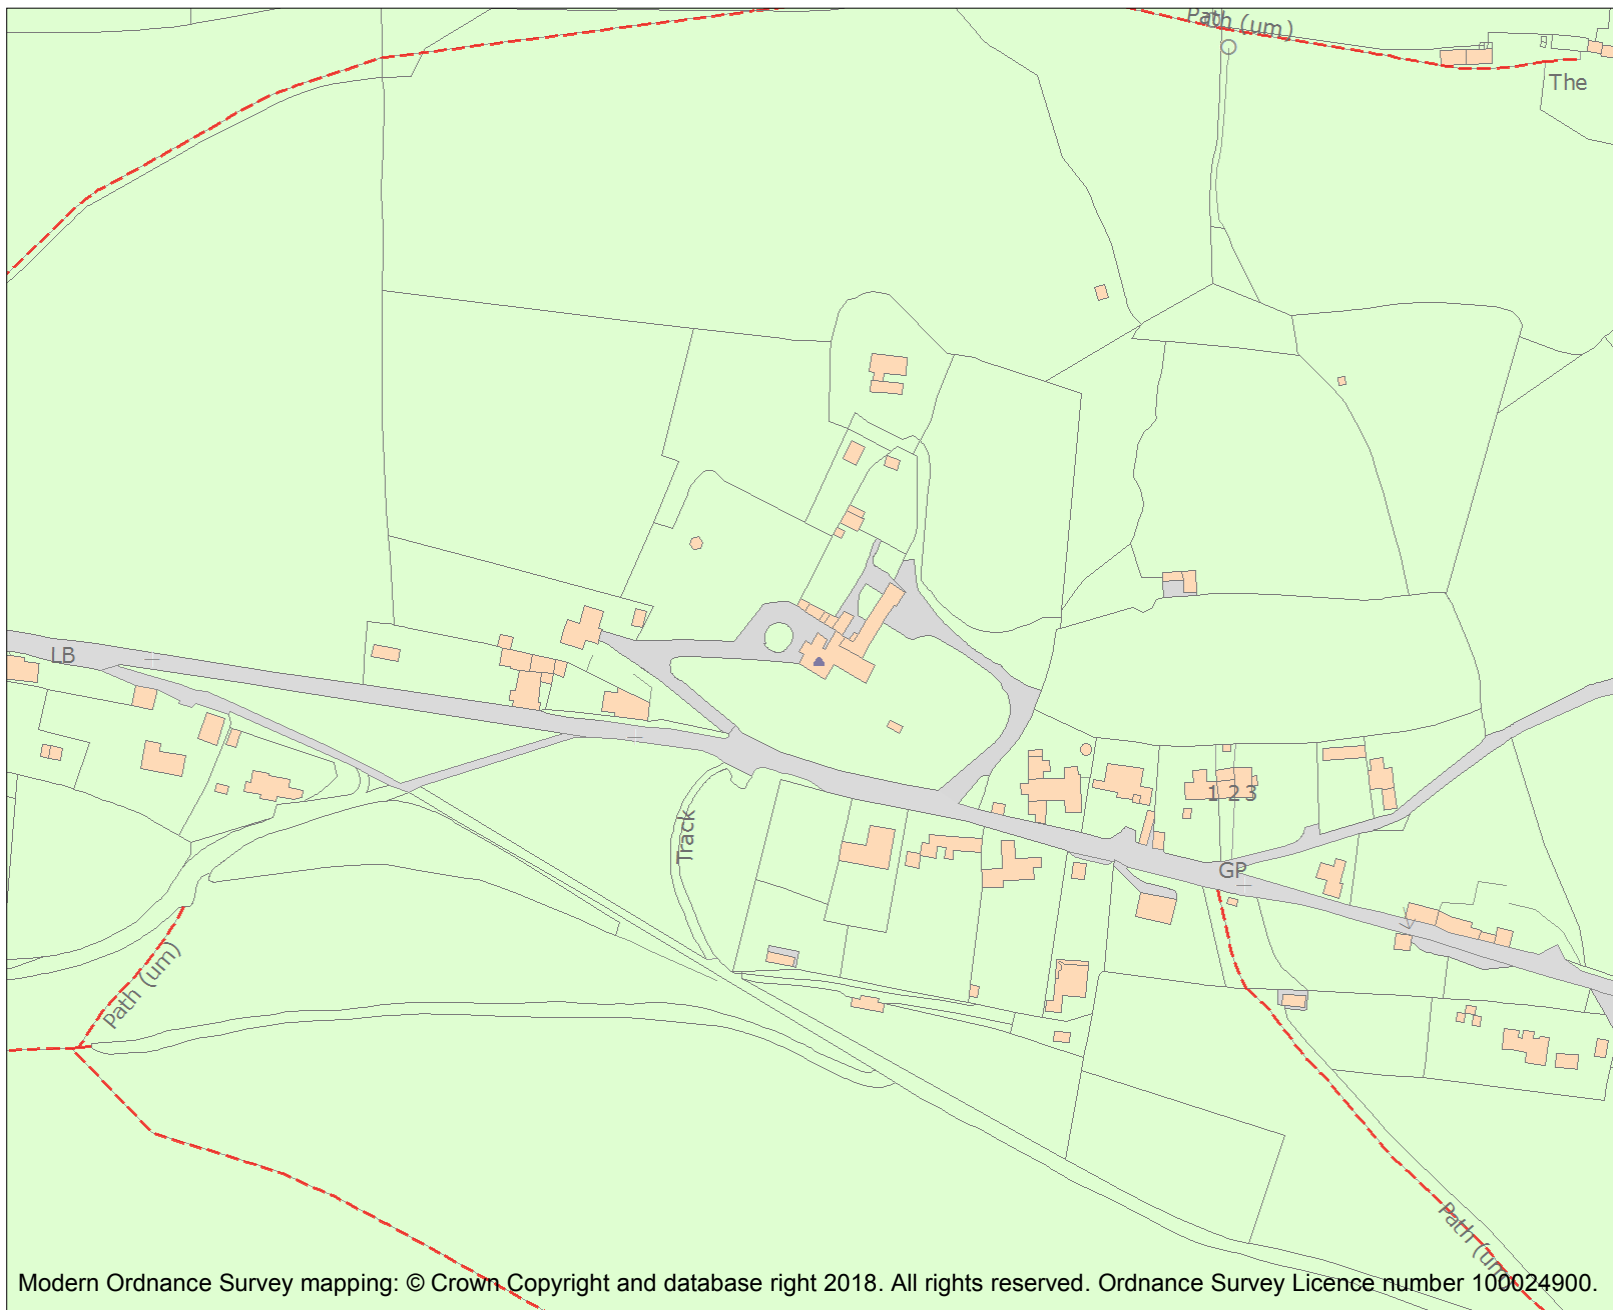 Path (um)
The
LB
Track
1 2 3
GP
Path (um)
Path (um)
Modern Ordnance Survey mapping: © Crown Copyright and database right 2018. All rights reserved. Ordnance Survey Licence number 100024900.